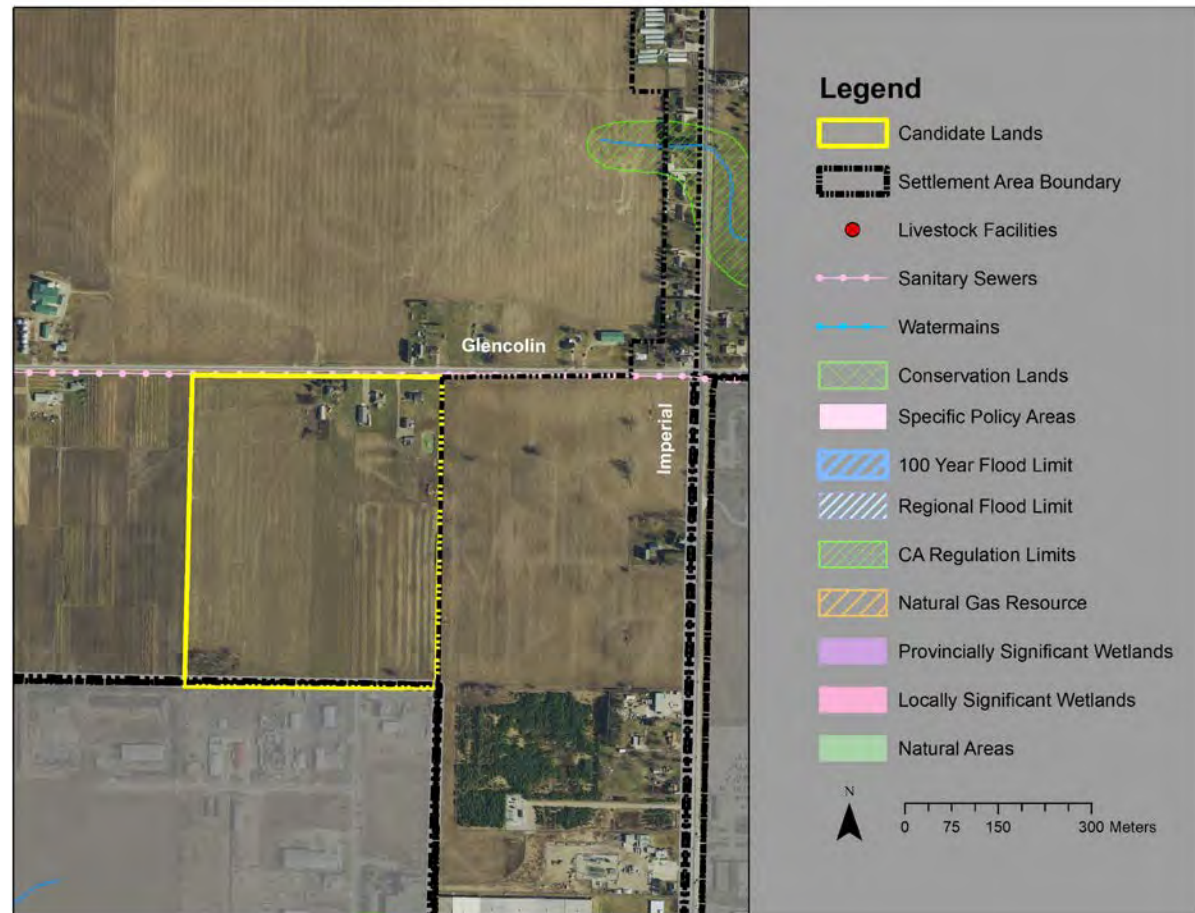 Glencolin
Imperial
Legend
Candidate Lands
Settlement Area Boundary
Livestock Facilities
Sanitary Sewers
Watermains
Conservation Lands
Specific Policy Areas
100 Year Flood Limit
Regional Flood Limit
CA Regulation Limits
Natural Gas Resource
Provincially Significant Wetlands
Locally Significant Wetlands
Natural Areas
N
0 75 150 300 Meters